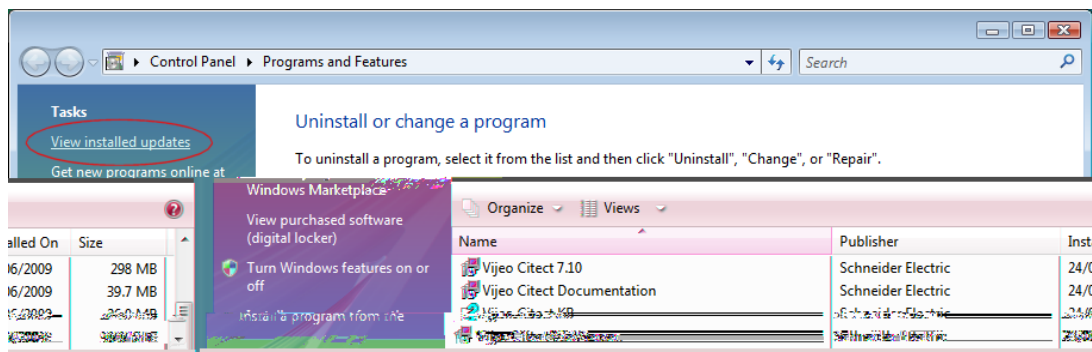 Control Panel Programs and Features Search
Tasks
View installed updates
Get new programs online at
Uninstall or change a program
To uninstall a program, select it from the list and then click "Uninstall", "Change", or "Repair".
Windows Marketplace
View purchased software
(digital locker)
Turn Windows features on or
off
Organize Views
alled On Size
Name Publisher Inst
06/2009 298 MB
Vijeo Citect 7.10 Schneider Electric 24/0
06/2009 39.7 MB
Vijeo Citect Documentation Schneider Electric 24/0
Install a program from the